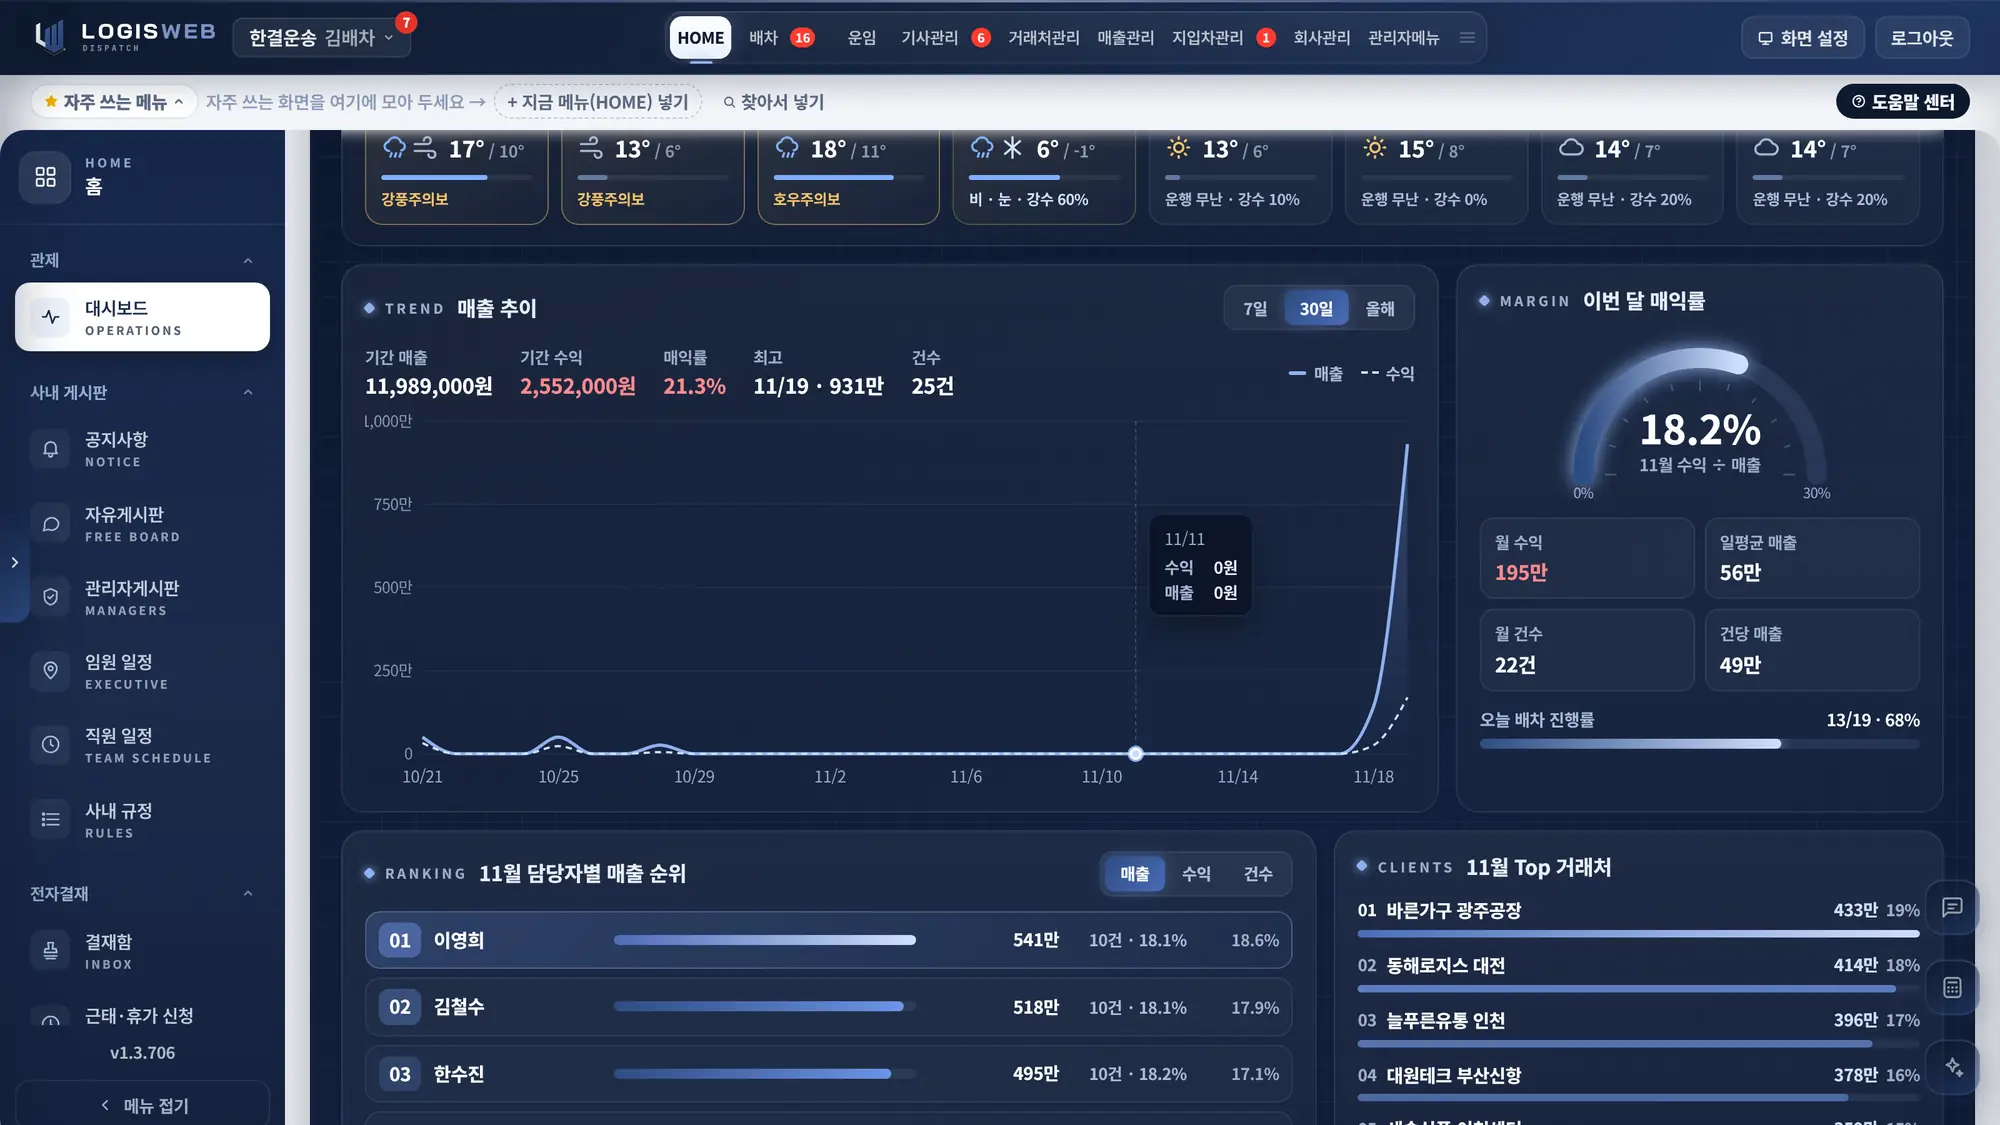 LOGISWEB
DISPATCH
한결운송 김배차
7
HOME
배차 16
운임
기사관리 6
거래처관리
매출관리
지입차관리 1
회사관리
관리자메뉴
화면 설정
로그아웃
자주 쓰는 메뉴
자주 쓰는 화면을 여기에 모아 두세요 →
+ 지금 메뉴(HOME) 넣기
찾아서 넣기
도움말 센터
HOME
홈
관제
대시보드
OPERATIONS
사내 게시판
공지사항
NOTICE
자유게시판
FREE BOARD
관리자게시판
MANAGERS
임원 일정
EXECUTIVE
직원 일정
TEAM SCHEDULE
사내 규정
RULES
전자결재
결재함
INBOX
근태·휴가 신청
v1.3.706
메뉴 접기
17° / 10°
강풍주의보
13° / 6°
강풍주의보
18° / 11°
호우주의보
6° / -1°
비 · 눈 · 강수 60%
13° / 6°
운행 무난 · 강수 10%
15° / 8°
운행 무난 · 강수 0%
14° / 7°
운행 무난 · 강수 20%
14° / 7°
운행 무난 · 강수 20%
TREND 매출 추이
7일 30일 올해
기간 매출
11,989,000원
기간 수익
2,552,000원
매익률
21.3%
최고
11/19 · 931만
건수
25건
매출 수익
1,000만
750만
500만
250만
0
10/21 10/25 10/29 11/2 11/6 11/10 11/14 11/18
11/11
수익 0원
매출 0원
MARGIN 이번 달 매익률
18.2%
11월 수익 ÷ 매출
0% 30%
월 수익
195만
일평균 매출
56만
월 건수
22건
건당 매출
49만
오늘 배차 진행률 13/19 · 68%
RANKING 11월 담당자별 매출 순위
매출 수익 건수
01 이영희 541만 10건 · 18.1% 18.6%
02 김철수 518만 10건 · 18.1% 17.9%
03 한수진 495만 10건 · 18.2% 17.1%
CLIENTS 11월 Top 거래처
01 바른가구 광주공장 433만 19%
02 동해로지스 대전 414만 18%
03 늘푸른유통 인천 396만 17%
04 대원테크 부산신항 378만 16%